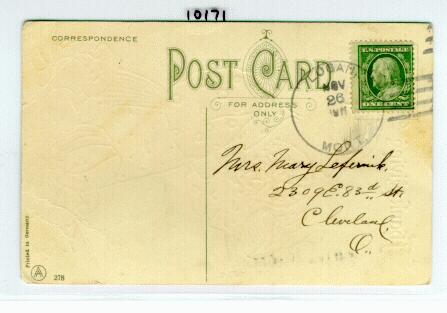 10171
CORRESPONDENCE
POST CARD
FOR ADDRESS
ONLY
U.S. POSTAGE
ONE CENT
NOV
26
MONT.
Mrs. Mary
2309 E. 83rd St.
Cleveland,
O.
Printed in Germany
278